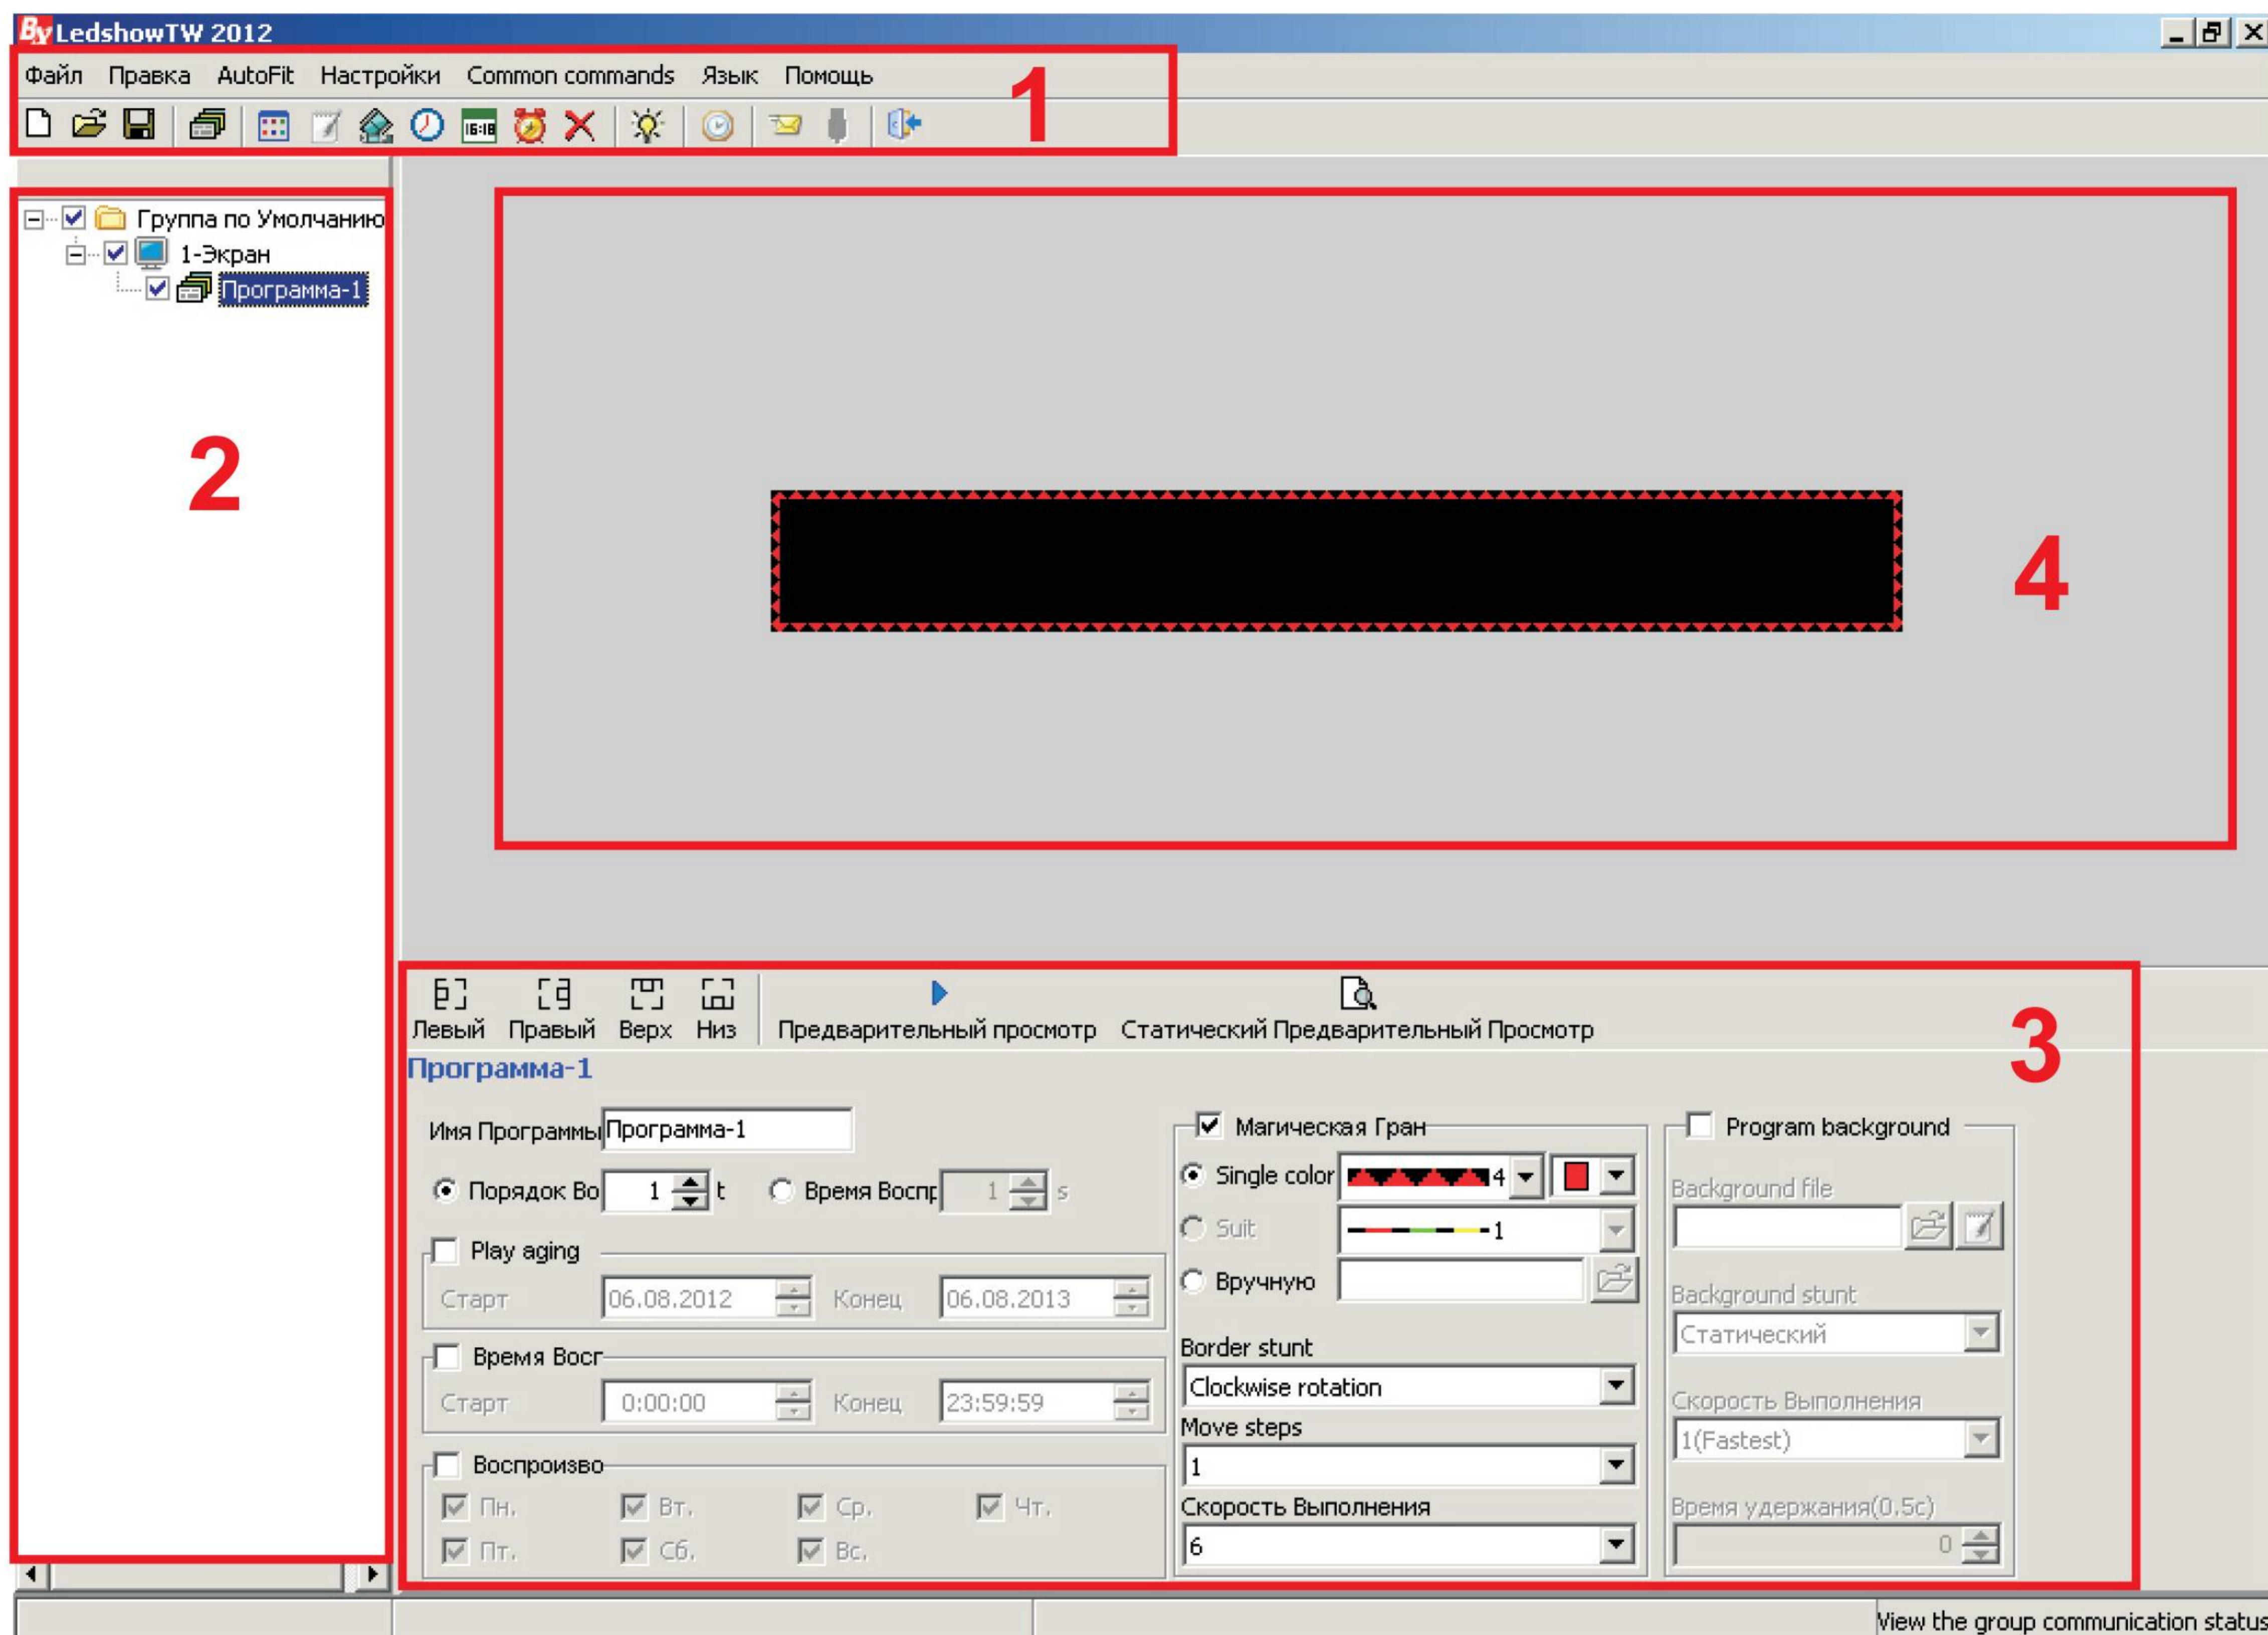 By LedshowTW 2012
Файл Правка AutoFit Настройки Common commands Язык Помощь
1
16:18
Группа по Умолчанию
1-Экран
Программа-1
2
4
Левый Правый Верх Низ Предварительный просмотр Статический Предварительный Просмотр
3
Программа-1
Имя Программы Программа-1
Порядок Во 1 t Время Воспр 1 s
Play aging
Старт 06.08.2012 Конец 06.08.2013
Время Восг
Старт 0:00:00 Конец 23:59:59
Воспроизво
Пн. Вт. Ср. Чт.
Пт. Сб. Вс.
Магическая Гран
Single color 4
Suit 1
Вручную
Border stunt
Clockwise rotation
Move steps
1
Скорость Выполнения
6
Program background
Background file
Background stunt
Статический
Скорость Выполнения
1(Fastest)
Время удержания(0.5с)
0
View the group communication status